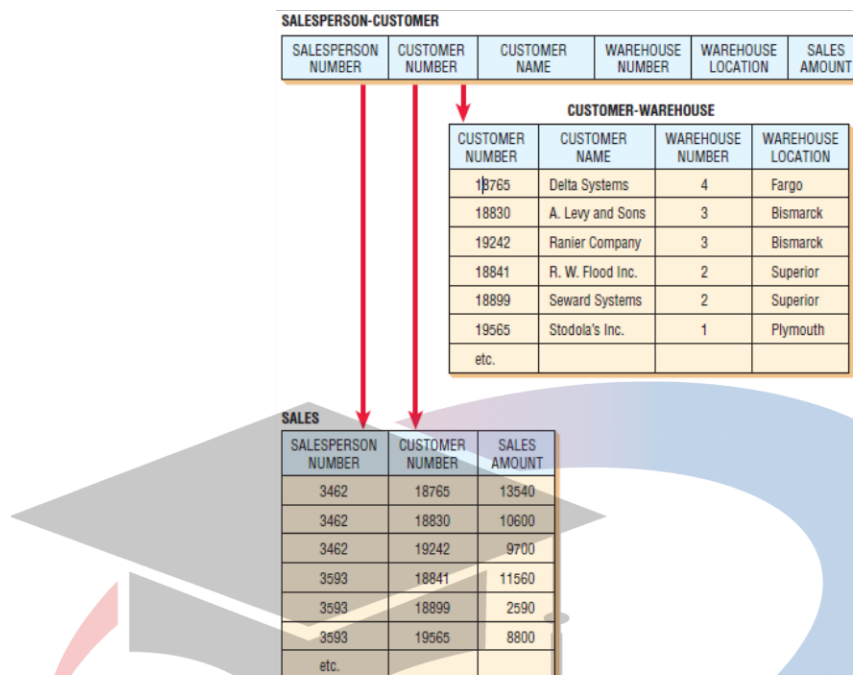 SALESPERSON-CUSTOMER
SALESPERSON NUMBER CUSTOMER NUMBER CUSTOMER NAME WAREHOUSE NUMBER WAREHOUSE LOCATION SALES AMOUNT
CUSTOMER-WAREHOUSE
CUSTOMER NUMBER CUSTOMER NAME WAREHOUSE NUMBER WAREHOUSE LOCATION
18765 Delta Systems 4 Fargo
18830 A. Levy and Sons 3 Bismarck
19242 Ranier Company 3 Bismarck
18841 R. W. Flood Inc. 2 Superior
18899 Seward Systems 2 Superior
19565 Stodola's Inc. 1 Plymouth
etc.
SALES
SALESPERSON NUMBER CUSTOMER NUMBER SALES AMOUNT
3462 18765 13540
3462 18830 10600
3462 19242 9700
3593 18841 11560
3593 18899 2590
3593 19565 8800
etc.